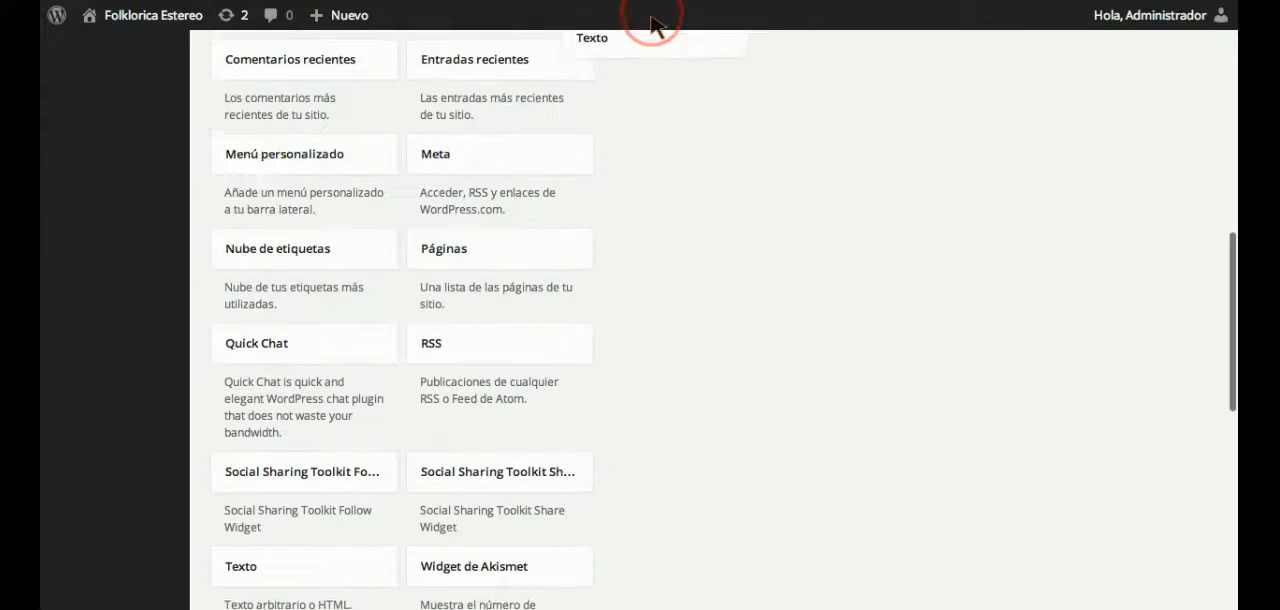 Folklorica Estereo 2 0 Nuevo Hola, Administrador
Texto
Comentarios recientes
Los comentarios más
recientes de tu sitio.
Entradas recientes
Las entradas más recientes
de tu sitio.
Menú personalizado
Añade un menú personalizado
a tu barra lateral.
Meta
Acceder, RSS y enlaces de
WordPress.com.
Nube de etiquetas
Nube de tus etiquetas más
utilizadas.
Páginas
Una lista de las páginas de tu
sitio.
Quick Chat
Quick Chat is quick and
elegant WordPress chat plugin
that does not waste your
bandwidth.
RSS
Publicaciones de cualquier
RSS o Feed de Atom.
Social Sharing Toolkit Fo...
Social Sharing Toolkit Follow
Widget
Social Sharing Toolkit Sh...
Social Sharing Toolkit Share
Widget
Texto
Texto arbitrario o HTML.
Widget de Akismet
Muestra el número de